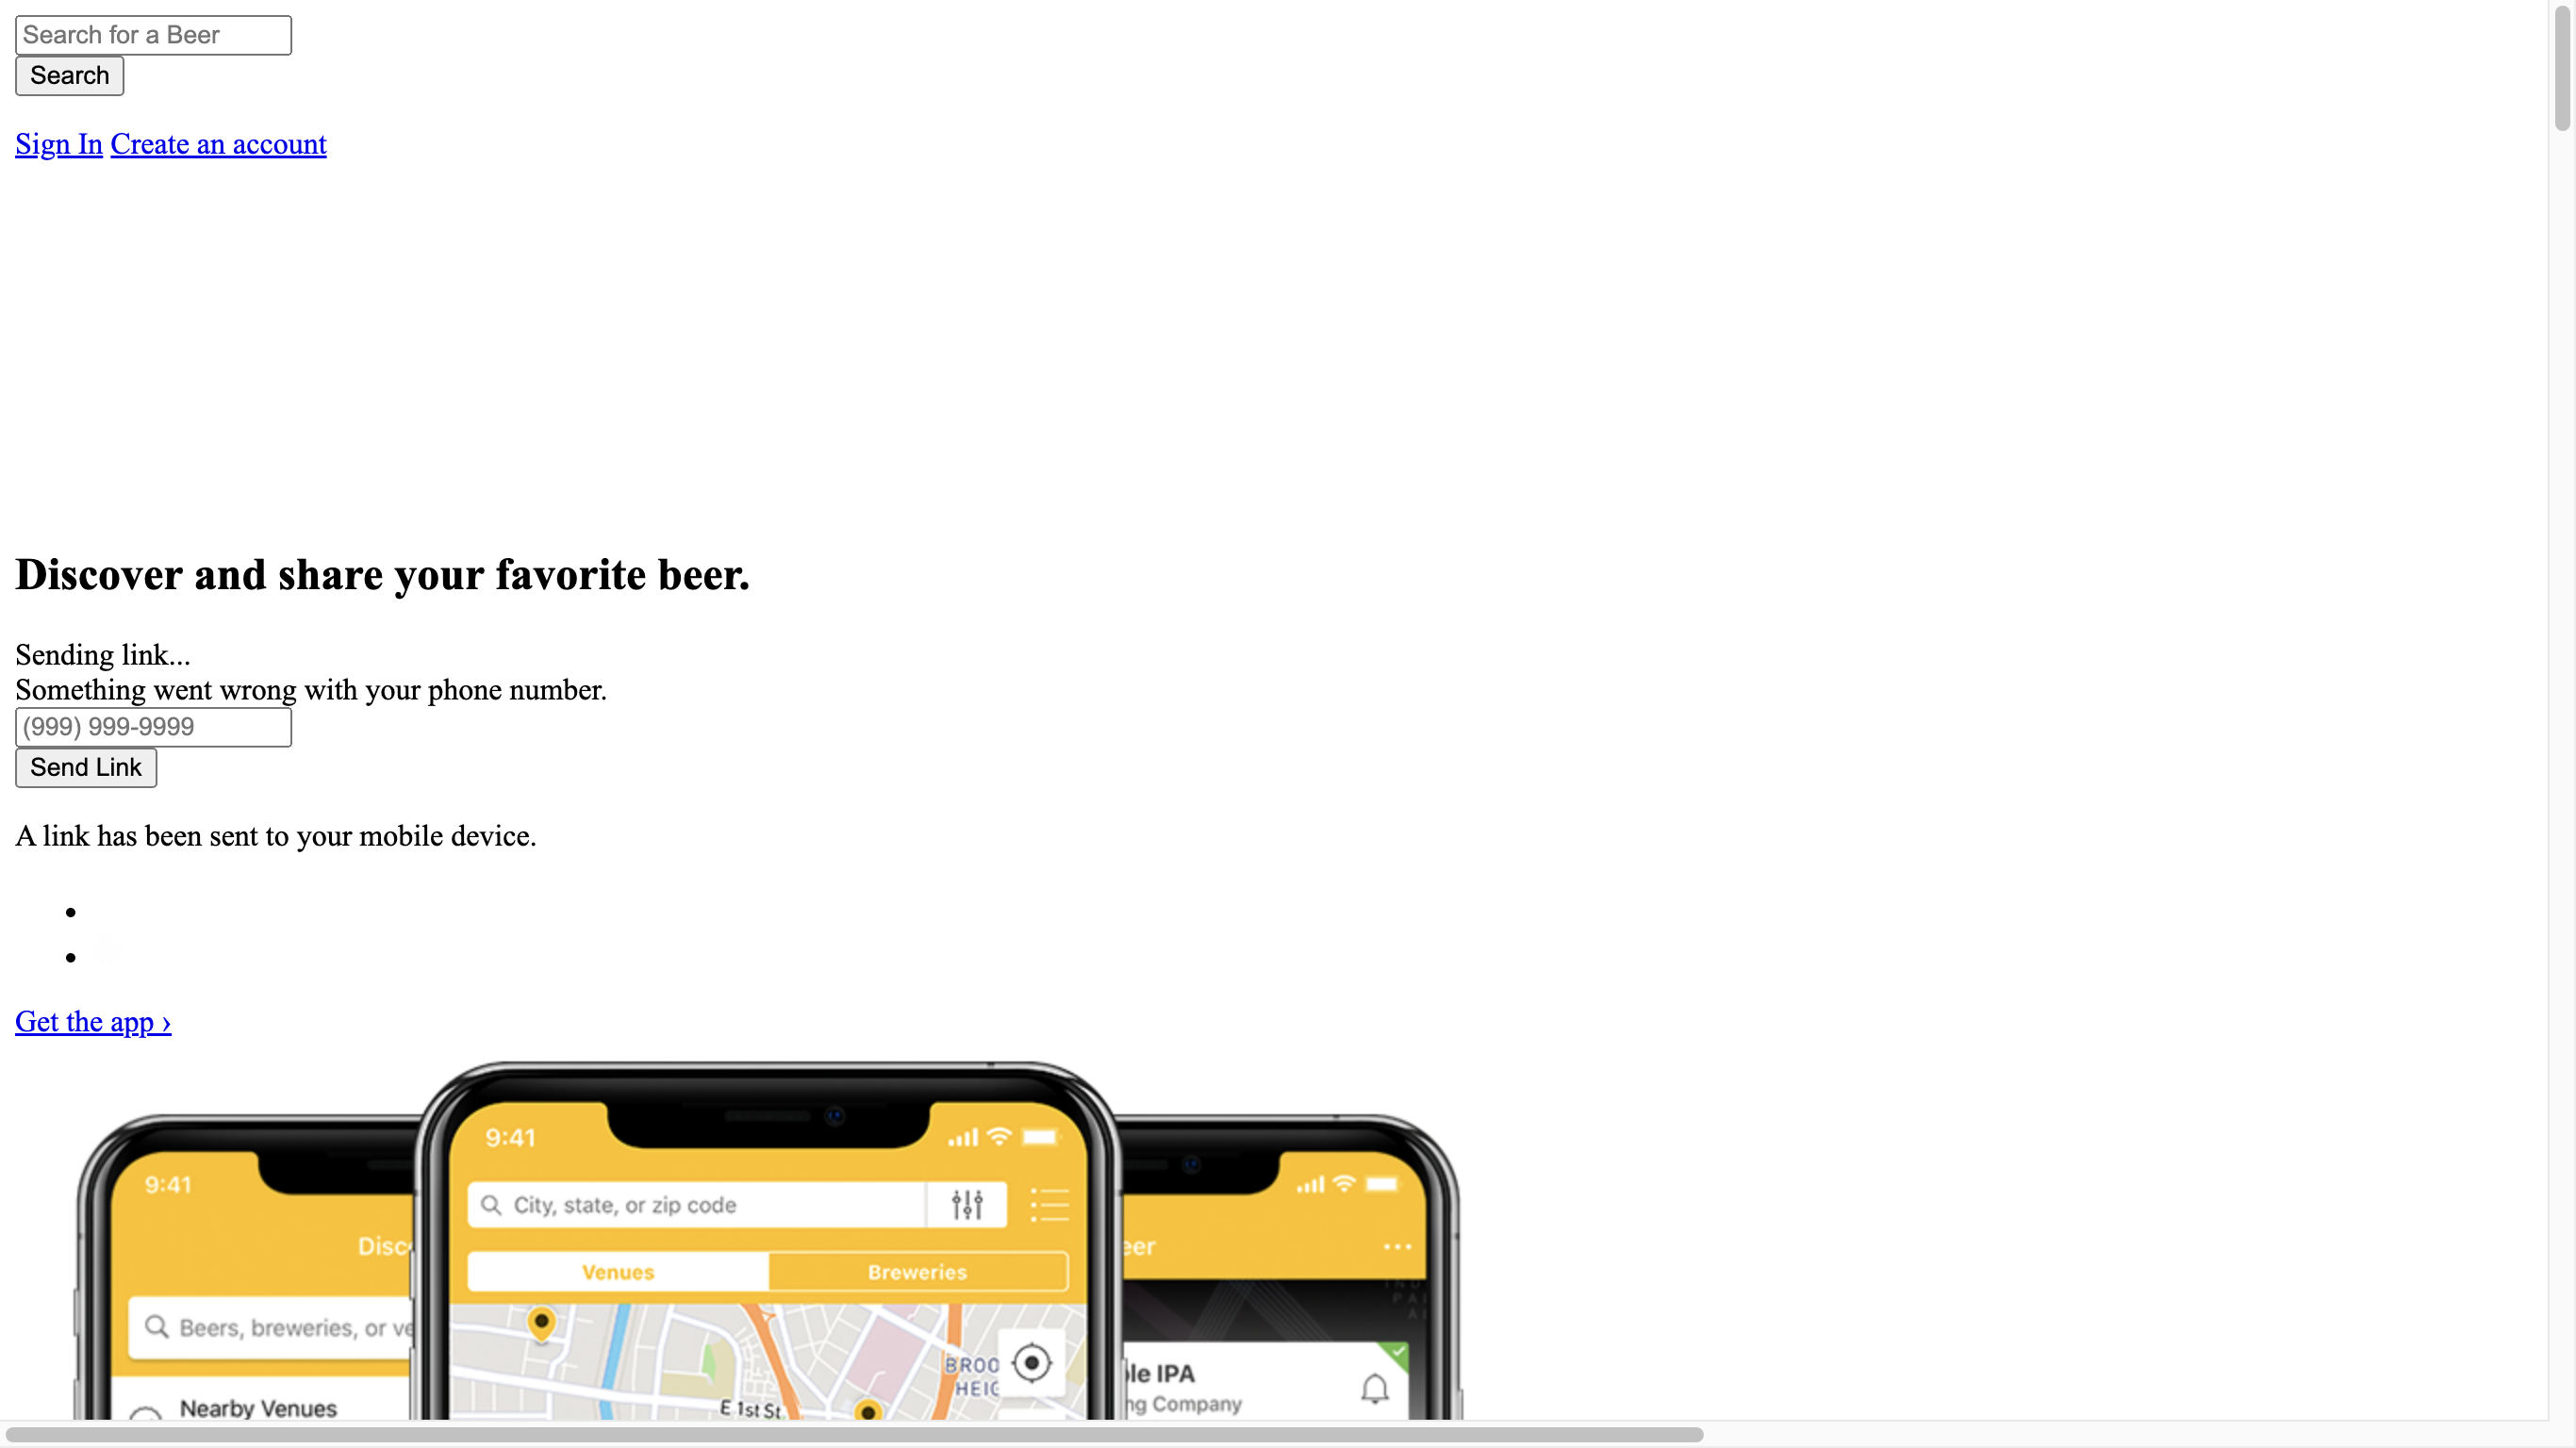 Search for a Beer
Search
Sign In Create an account
Discover and share your favorite beer.
Sending link...
Something went wrong with your phone number.
(999) 999-9999
Send Link
A link has been sent to your mobile device.
Get the app ›
9:41
9:41
City, state, or zip code
Disc
eer
Venues Breweries
Beers, breweries, or ve
BROO
HEIG
le IPA
ng Company
Nearby Venues
E 1st St